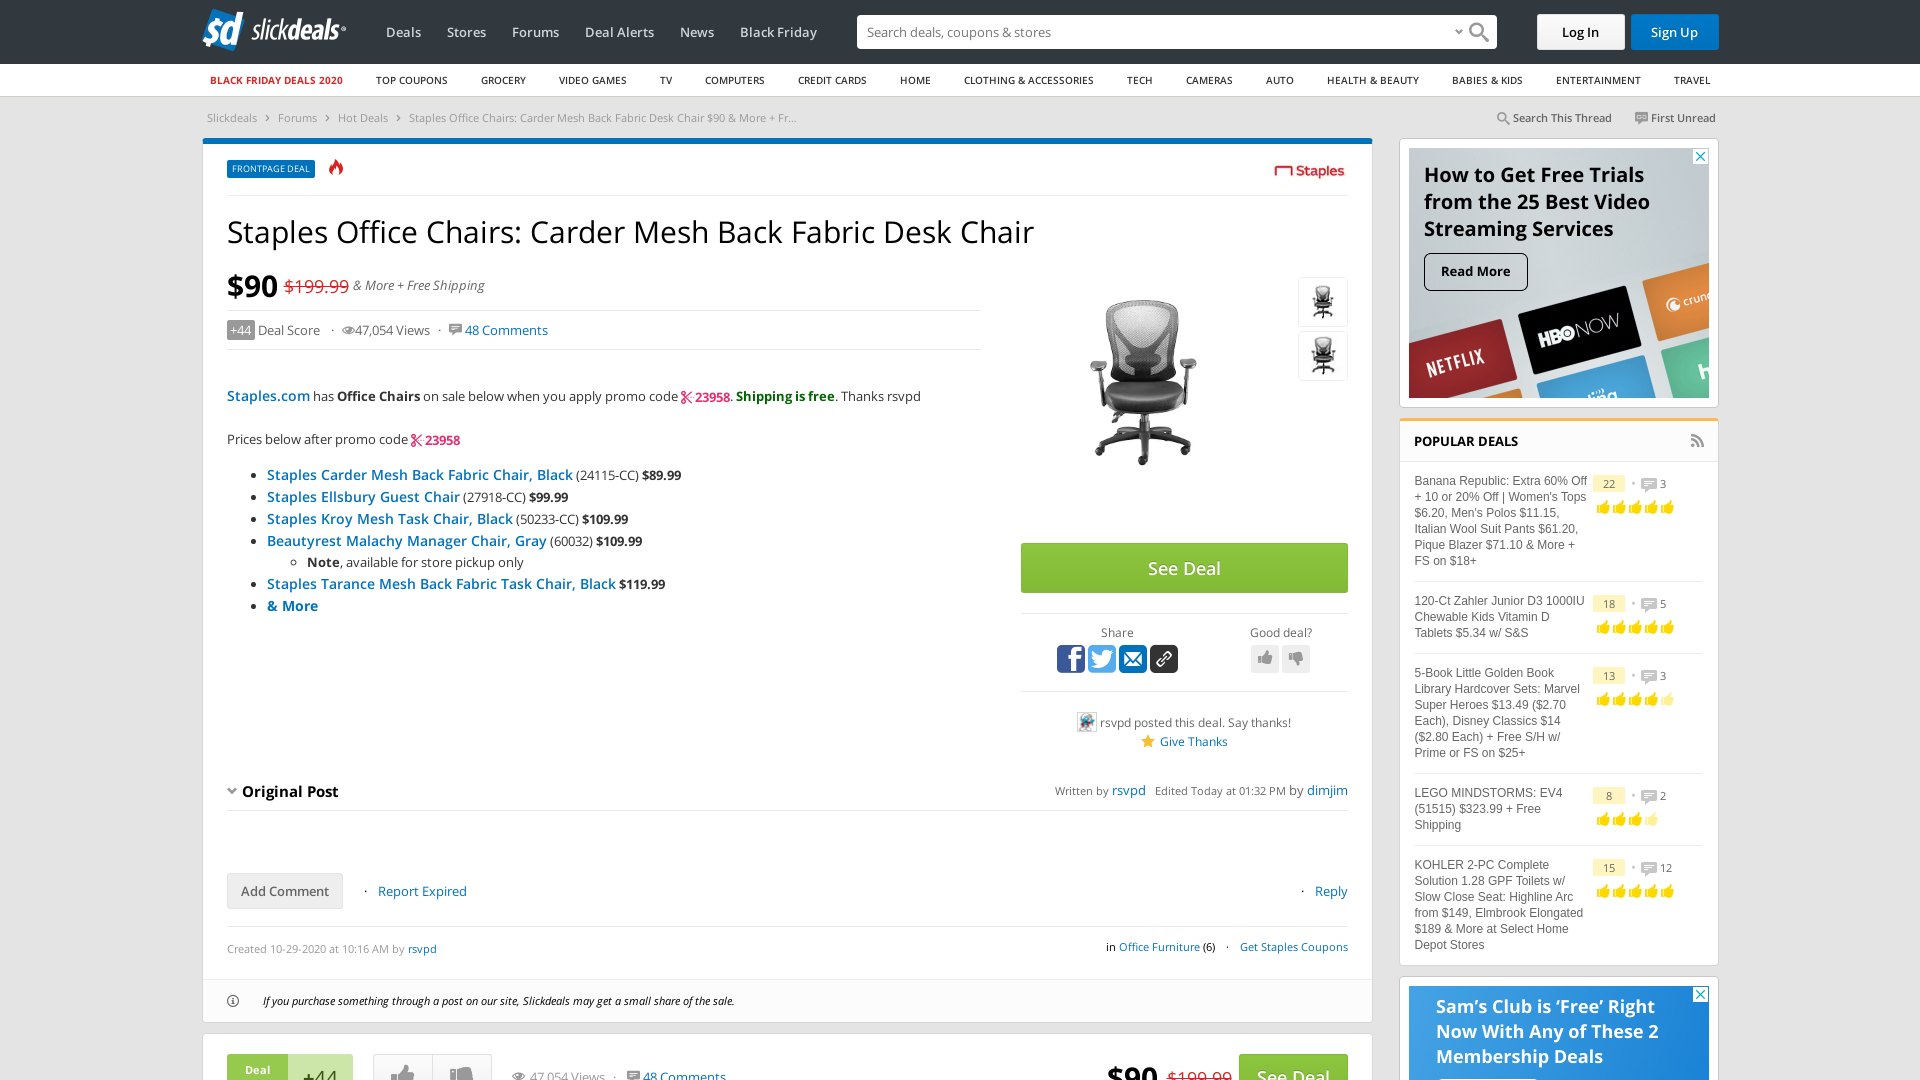 sd slickdeals
Deals Stores Forums Deal Alerts News Black Friday
Search deals, coupons & shares
Log In Sign Up
BLACK FRIDAY DEALS 2020 TOP COUPONS GROCERY VIDEO GAMES TV COMPUTERS CREDIT CARDS HOME CLOTHING & ACCESSORIES TECH CAMERAS AUTO HEALTH & BEAUTY BABIES & KIDS ENTERTAINMENT TRAVEL
Slickdeals > Forums > Hot Deals > Staples Office Chairs: Carder Mesh Back Fabric Desk Chair $90 & More + Fr...
Search This Thread First Unread
FRONTPAGE DEAL
Staples
Staples Office Chairs: Carder Mesh Back Fabric Desk Chair
$90 $199.99 & More + Free Shipping
+44 Deal Score · 47,054 Views · 48 Comments
Staples.com has Office Chairs on sale below when you apply promo code 23958. Shipping is free. Thanks rsvpd
Prices below after promo code 23958
Staples Carder Mesh Back Fabric Chair, Black (24115-CC) $89.99
Staples Ellsbury Guest Chair (27918-CC) $99.99
Staples Kroy Mesh Task Chair, Black (50233-CC) $109.99
Beautyrest Malachy Manager Chair, Gray (60032) $109.99
Note, available for store pickup only
Staples Tarance Mesh Back Fabric Task Chair, Black $119.99
& More
See Deal
Share
Good deal?
rsvpd posted this deal. Say thanks!
Give Thanks
Original Post
Written by rsvpd Edited Today at 01:32 PM by dimjim
Add Comment · Report Expired
· Reply
Created 10-29-2020 at 10:16 AM by rsvpd
in Office Furniture (6) · Get Staples Coupons
If you purchase something through a post on our site, Slickdeals may get a small share of the sale.
Deal
+44
47,054 Views · 48 Comments
$90 $199.99
See Deal
How to Get Free Trials
from the 25 Best Video
Streaming Services
Read More
NETFLIX
HBO NOW
crunc
POPULAR DEALS
Banana Republic: Extra 60% Off
+ 10 or 20% Off | Women's Tops
$6.20, Men's Polos $11.15,
Italian Wool Suit Pants $61.20,
Pique Blazer $71.10 & More +
FS on $18+
22 • 3
120-Ct Zahler Junior D3 1000IU
Chewable Kids Vitamin D
Tablets $5.34 w/ S&S
18 • 5
5-Book Little Golden Book
Library Hardcover Sets: Marvel
Super Heroes $13.49 ($2.70
Each), Disney Classics $14
($2.80 Each) + Free S/H w/
Prime or FS on $25+
13 • 3
LEGO MINDSTORMS: EV4
(51515) $323.99 + Free
Shipping
8 • 2
KOHLER 2-PC Complete
Solution 1.28 GPF Toilets w/
Slow Close Seat: Highline Arc
from $149, Elmbrook Elongated
$189 & More at Select Home
Depot Stores
15 • 12
Sam's Club is ‘Free’ Right
Now With Any of These 2
Membership Deals